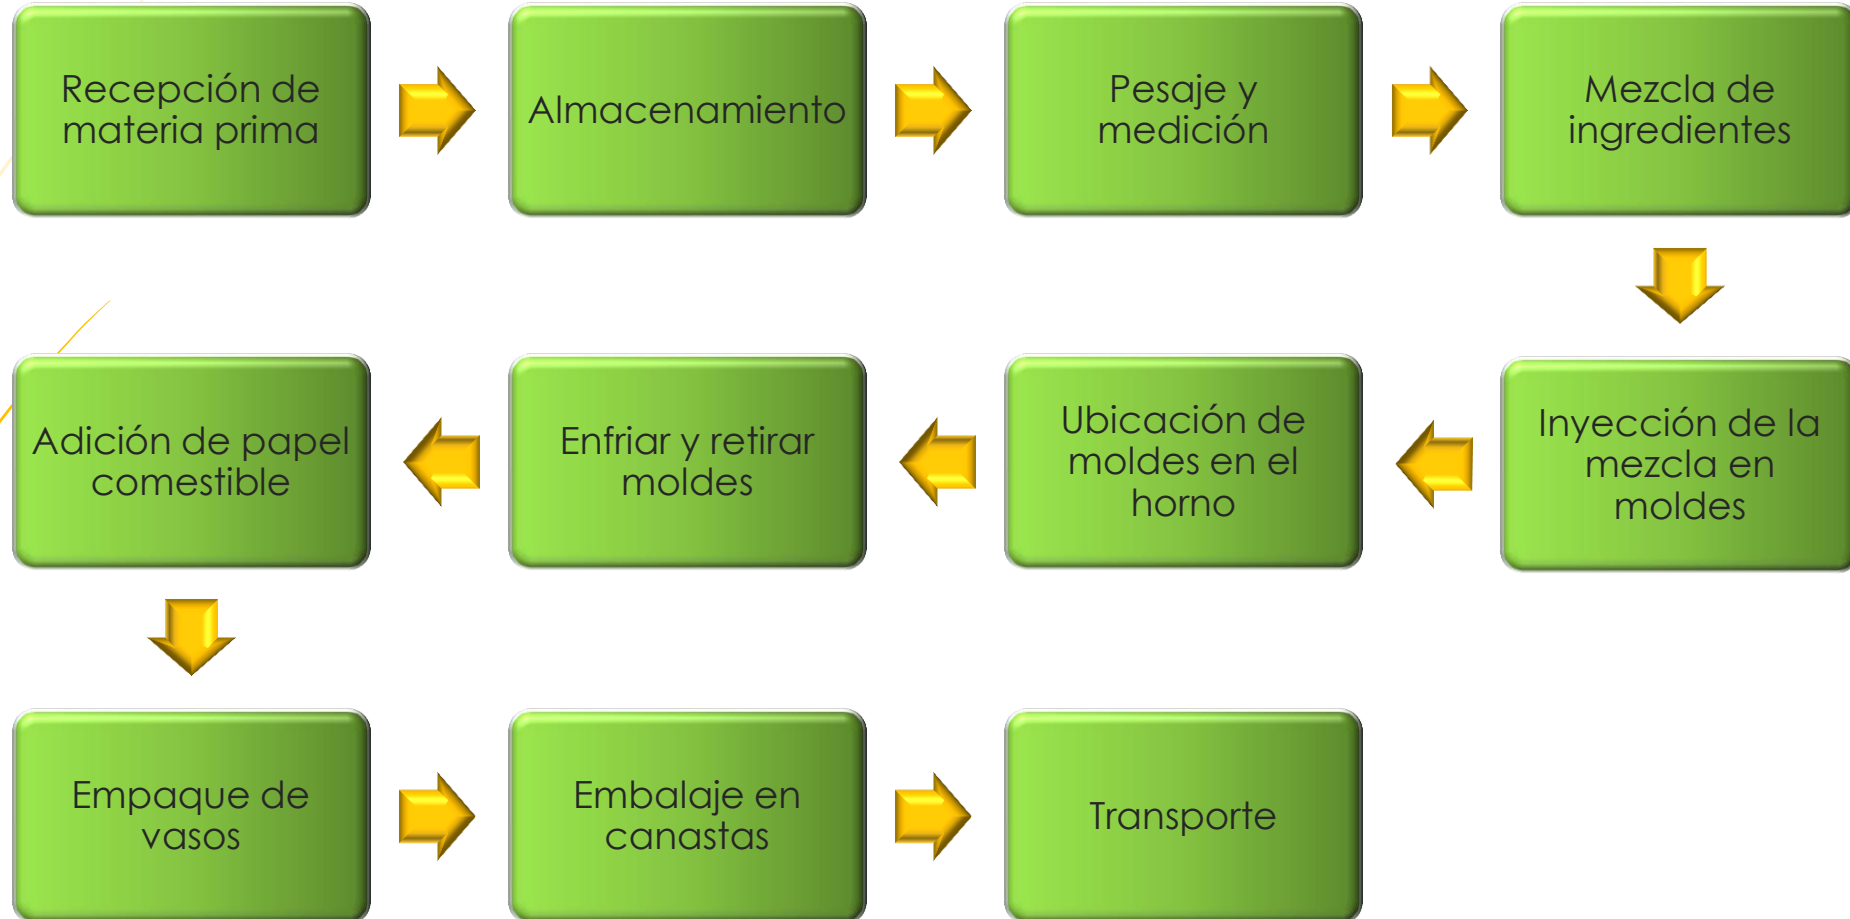 Recepción de
materia prima
Almacenamiento
Pesaje y
medición
Mezcla de
ingredientes
Inyección de la
mezcla en
moldes
Ubicación de
moldes en el
horno
Enfriar y retirar
moldes
Adición de papel
comestible
Empaque de
vasos
Embalaje en
canastas
Transporte